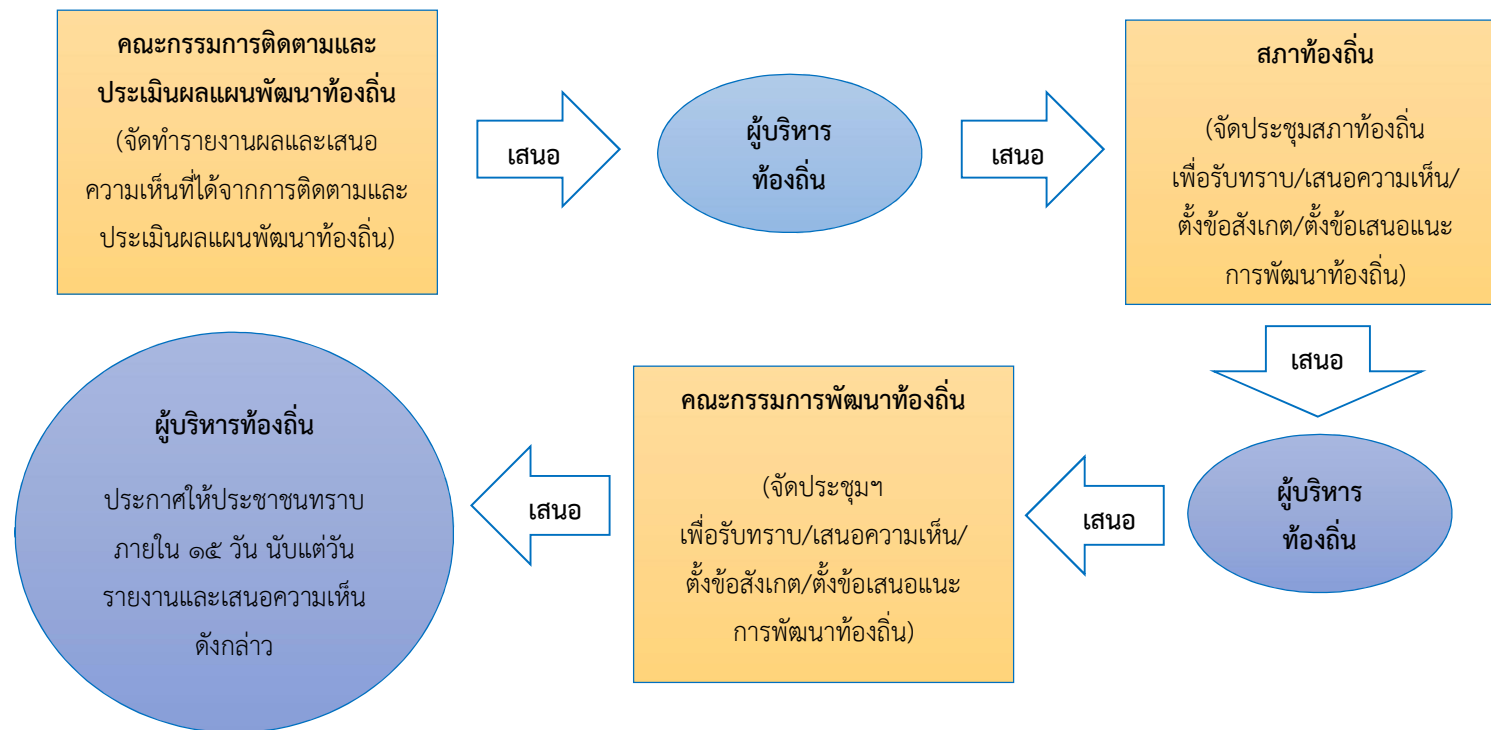 คณะกรรมการติดตามและ
ประเมินผลแผนพัฒนาท้องถิ่น
(จัดทำรายงานผลและเสนอ
ความเห็นที่ได้จากการติดตามและ
ประเมินผลแผนพัฒนาท้องถิ่น)
เสนอ
ผู้บริหาร
ท้องถิ่น
เสนอ
สภาท้องถิ่น
(จัดประชุมสภาท้องถิ่น
เพื่อรับทราบ/เสนอความเห็น/
ตั้งข้อสังเกต/ตั้งข้อเสนอแนะ
การพัฒนาท้องถิ่น)
เสนอ
ผู้บริหาร
ท้องถิ่น
เสนอ
คณะกรรมการพัฒนาท้องถิ่น
(จัดประชุมฯ
เพื่อรับทราบ/เสนอความเห็น/
ตั้งข้อสังเกต/ตั้งข้อเสนอแนะ
การพัฒนาท้องถิ่น)
เสนอ
ผู้บริหารท้องถิ่น
ประกาศให้ประชาชนทราบ
ภายใน ๑๕ วัน นับแต่วัน
รายงานและเสนอความเห็น
ดังกล่าว